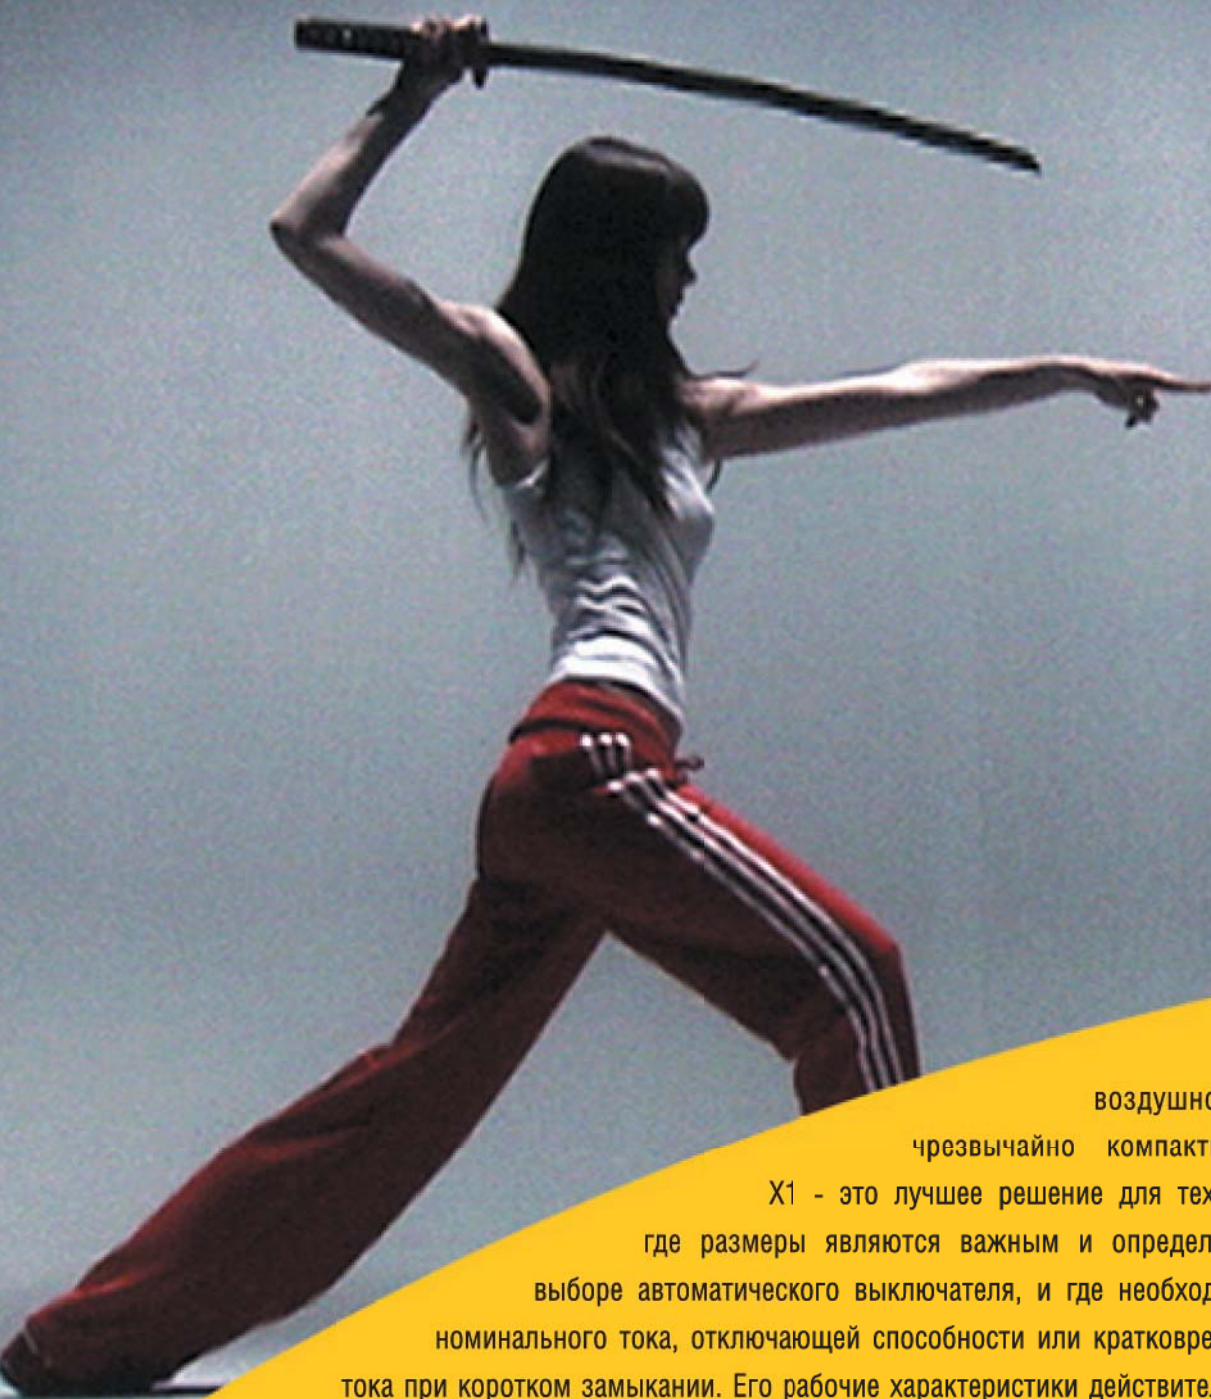 воздушно
чрезвычайно компакт
X1 - это лучшее решение для тех
где размеры являются важным и определ
выборе автоматического выключателя, и где необход
номинального тока, отключающей способности или кратковре
тока при коротком замыкании. Его рабочие характеристики действите